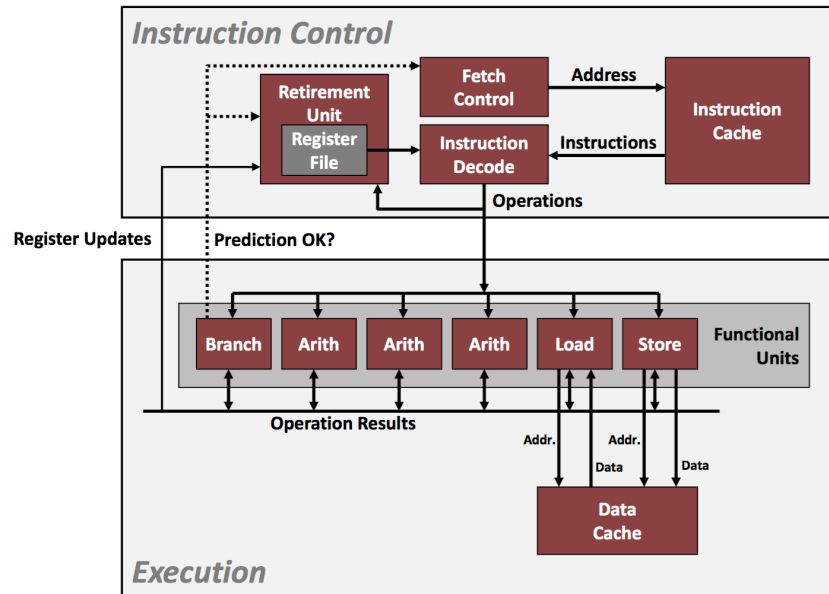 Instruction Control
Fetch
Control
Address
Instruction
Cache
Retirement
Unit
Register
File
Instruction
Decode
Instructions
Operations
Register Updates
Prediction OK?
Branch
Arith
Arith
Arith
Load
Store
Functional
Units
Operation Results
Addr.
Addr.
Data
Data
Data
Cache
Execution